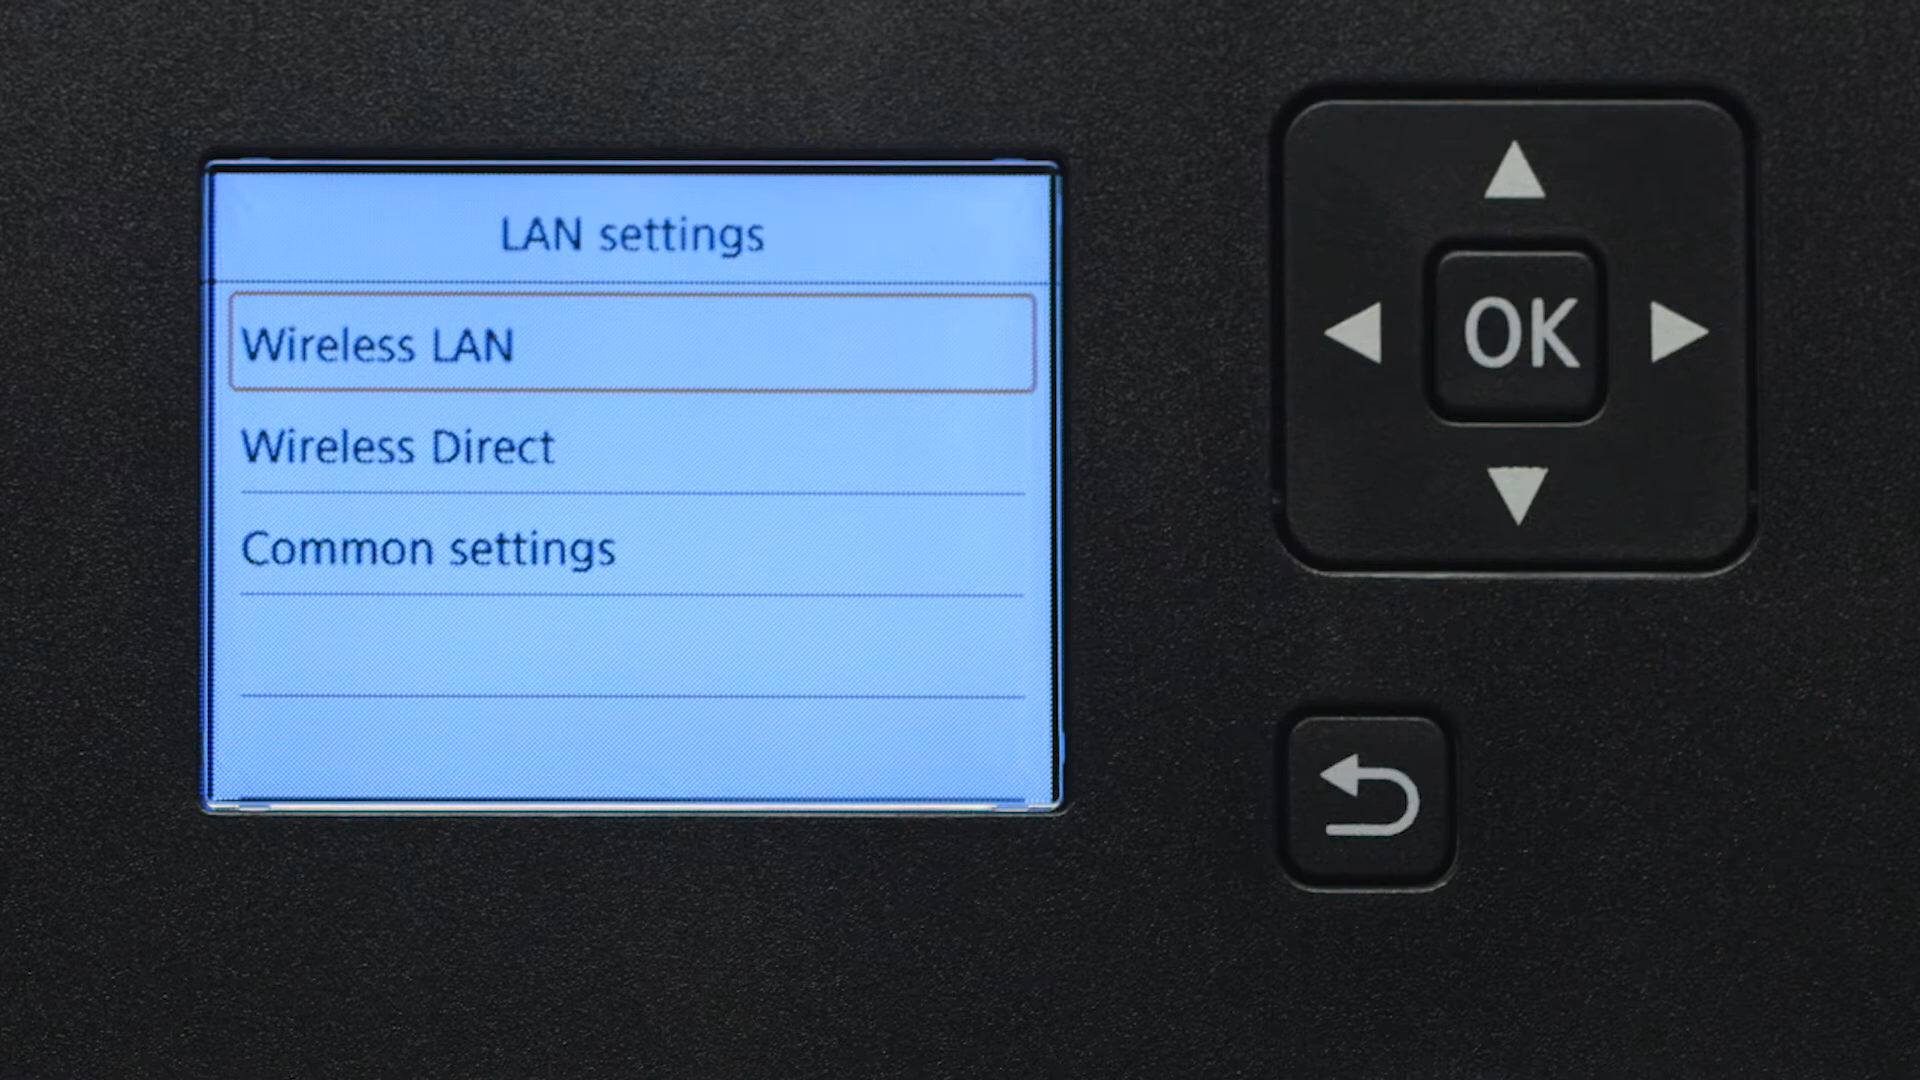 LAN settings
Wireless LAN
Wireless Direct
Common settings
OK